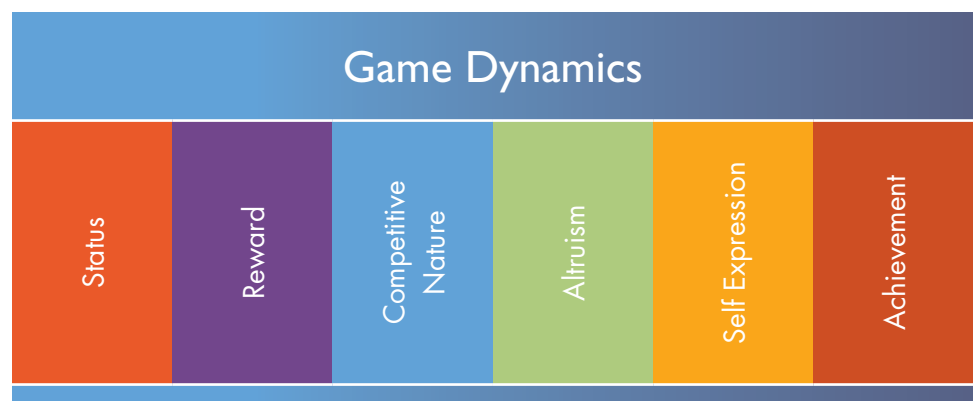 Game Dynamics
Status
Reward
Competitive
Nature
Altruism
Self Expression
Achievement